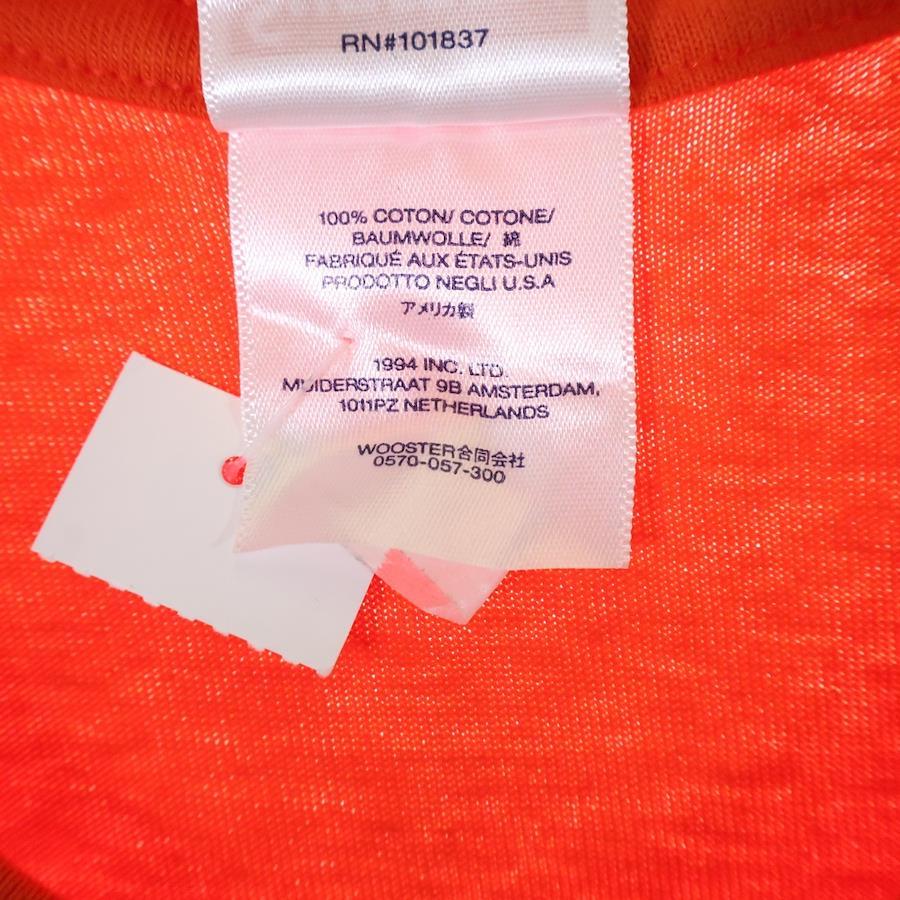 RN#101837
100% COTON/ COTONE/
BAUMWOLLE/ 綿
FABRIQUÉ AUX ÉTATS-UNIS
PRODOTTO NEGLI U.S.A
アメリカ製
1994 INC. LTD.
MUIDERSTRAAT 9B AMSTERDAM,
1011PZ NETHERLANDS
WOOSTER合同会社
0570-057-300